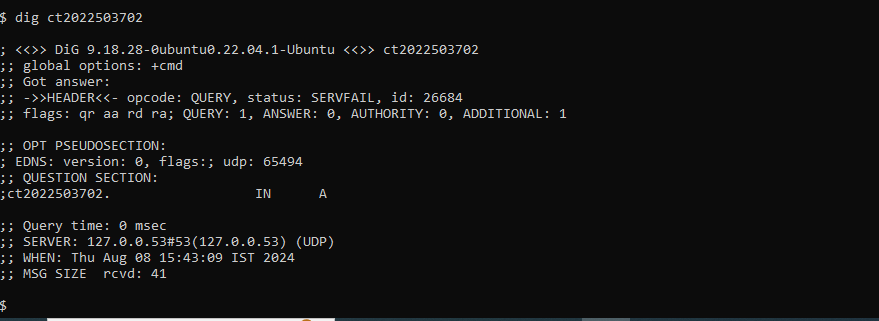 $ dig ct2022503702
; <<>> DiG 9.18.28-0ubuntu0.22.04.1-Ubuntu <<>> ct2022503702
;; global options: +cmd
;; Got answer:
;; ->>HEADER<<- opcode: QUERY, status: SERVFAIL, id: 26684
;; flags: qr aa rd ra; QUERY: 1, ANSWER: 0, AUTHORITY: 0, ADDITIONAL: 1
;; OPT PSEUDOSECTION:
; EDNS: version: 0, flags:; udp: 65494
;; QUESTION SECTION:
;ct2022503702. IN A
;; Query time: 0 msec
;; SERVER: 127.0.0.53#53(127.0.0.53) (UDP)
;; WHEN: Thu Aug 08 15:43:09 IST 2024
;; MSG SIZE rcvd: 41
$